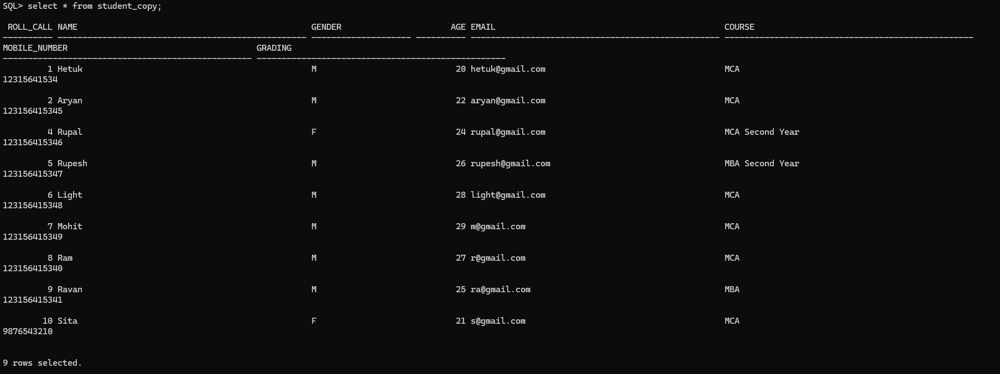 SQL> select * from student_copy;
ROLL_CALL NAME GENDER AGE EMAIL COURSE
---------- -------------------------------------------------- -------------------- ---------- -------------------------------------------------- --------------------------------------------------
MOBILE_NUMBER GRADING
-------------------------------------------------- --------------------------------------------------
1 Hetuk M 20 hetuk@gmail.com MCA
12315641534
2 Aryan M 22 aryan@gmail.com MCA
123156415345
4 Rupal F 24 rupal@gmail.com MCA Second Year
123156415346
5 Rupesh M 26 rupesh@gmail.com MBA Second Year
123156415347
6 Light M 28 light@gmail.com MCA
123156415348
7 Mohit M 29 m@gmail.com MCA
123156415349
8 Ram M 27 r@gmail.com MCA
123156415340
9 Ravan M 25 ra@gmail.com MBA
123156415341
10 Sita F 21 s@gmail.com MCA
9876543210
9 rows selected.